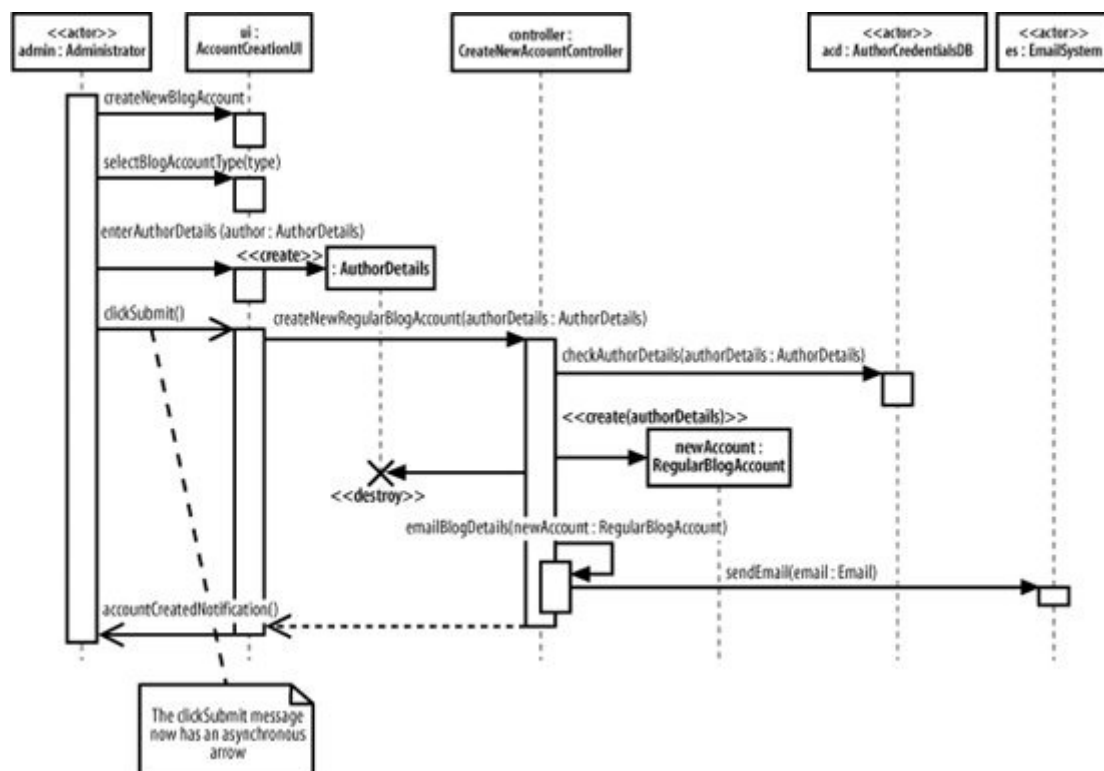 <<actor>>
admin : Administrator
ui :
AccountCreationUI
controller :
CreateNewAccountController
<<actor>>
acd : AuthorCredentialsDB
<<actor>>
es : EmailSystem
createNewBlogAccount
selectBlogAccountType(type)
enterAuthorDetails (author : AuthorDetails)
<<create>>
: AuthorDetails
clickSubmit()
createNewRegularBlogAccount(authorDetails : AuthorDetails)
checkAuthorDetails(authorDetails : AuthorDetails)
<<create(authorDetails)>>
newAccount :
RegularBlogAccount
<<destroy>>
emailBlogDetails(newAccount : RegularBlogAccount)
sendEmail(email : Email)
accountCreatedNotification()
The clickSubmit message
now has an asynchronous
arrow